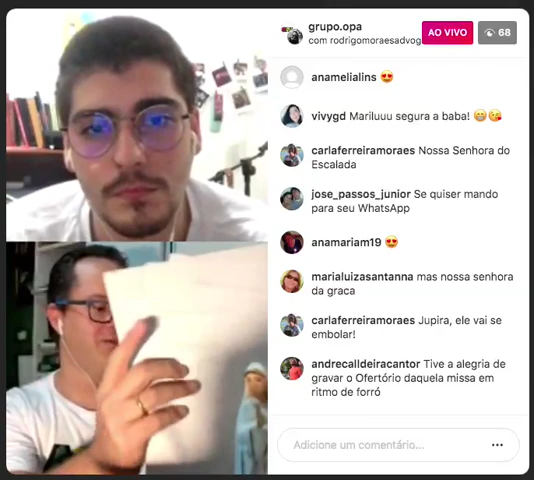 grupo.opa
com rodrigomoraesadvog
AO VIVO
68
anamelialins 😍
vivygd Mariluuu segura a baba! 😁😘
carlaferreiramoraes Nossa Senhora do
Escalada
jose_passos_junior Se quiser mando
para seu WhatsApp
anamariam19 😍
marialuizasantanna mas nossa senhora
da graca
carlaferreiramoraes Jupira, ele vai se
embolar!
andrecalldeiracantor Tive a alegria de
gravar o Ofertório daquela missa em
ritmo de forró
Adicione um comentário...